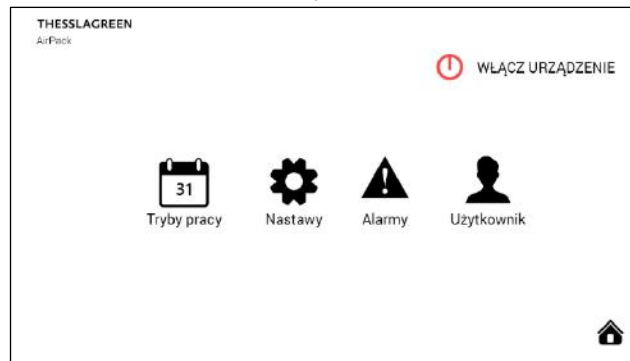 THESSLAGREEN
AirPack
WŁĄCZ URZĄDZENIE
31
Tryby pracy
Nastawy
Alarmy
Użytkownik